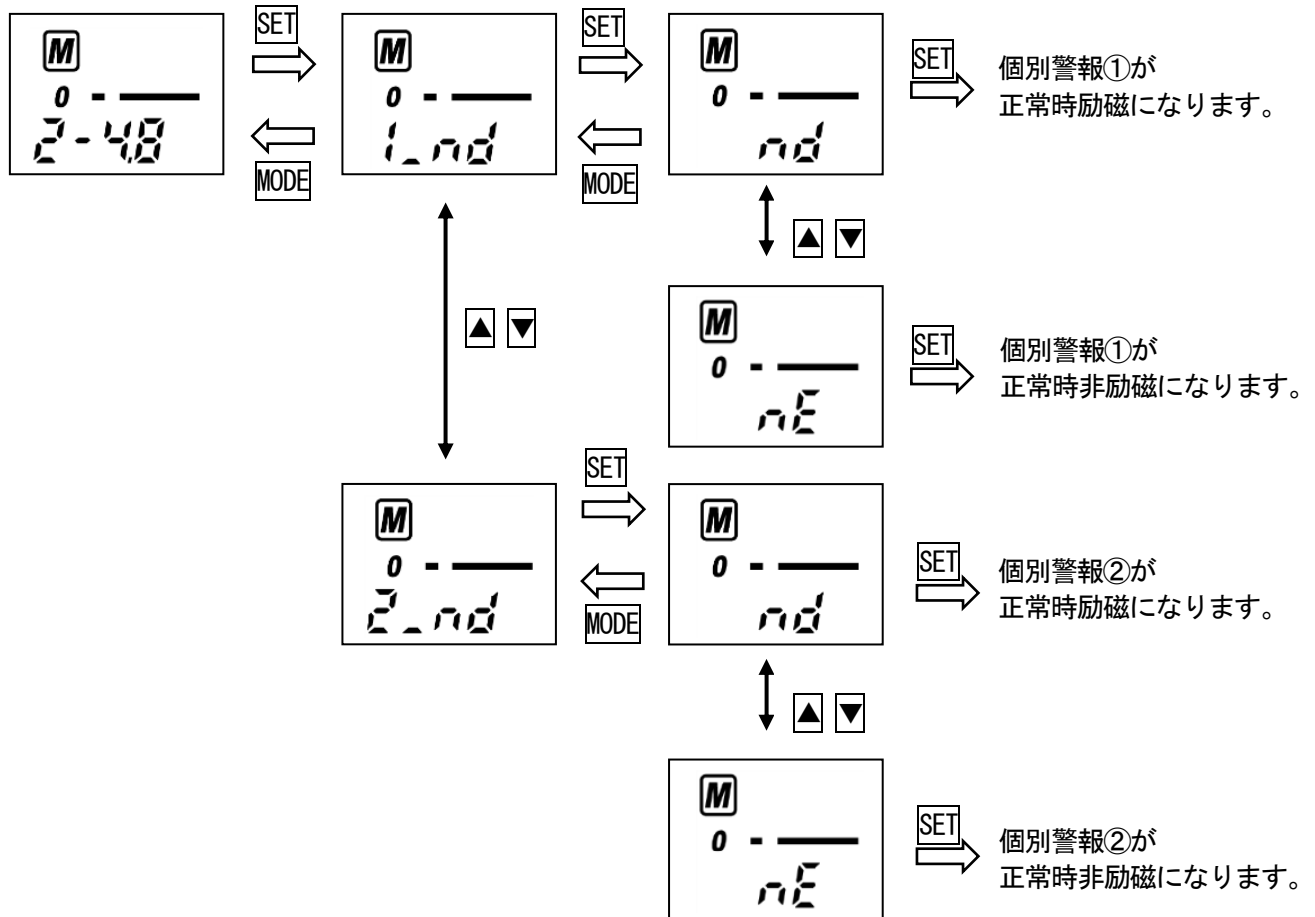 SET
SET
M
0 - —
2-4.8
M
0 - —
1_nd
M
0 - —
nd
SET
個別警報①が
正常時励磁になります。
MODE
MODE
▲ ▼
M
0 - —
nE
SET
個別警報①が
正常時非励磁になります。
▲ ▼
SET
M
0 - —
2_nd
M
0 - —
nd
SET
個別警報②が
正常時励磁になります。
MODE
▲ ▼
M
0 - —
nE
SET
個別警報②が
正常時非励磁になります。